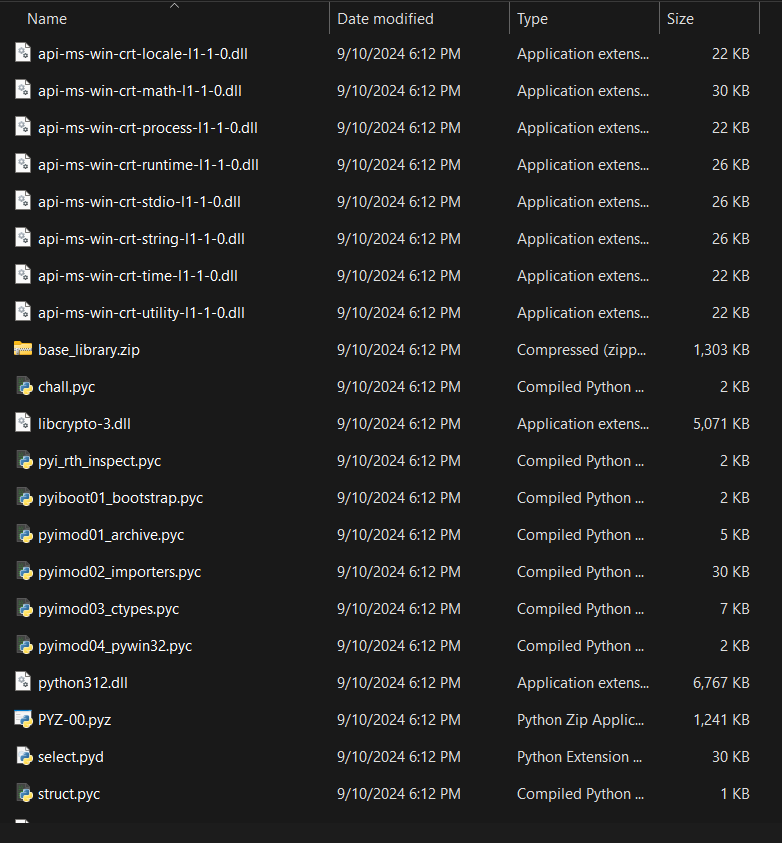 Name Date modified Type Size
api-ms-win-crt-locale-l1-1-0.dll 9/10/2024 6:12 PM Application extens... 22 KB
api-ms-win-crt-math-l1-1-0.dll 9/10/2024 6:12 PM Application extens... 30 KB
api-ms-win-crt-process-l1-1-0.dll 9/10/2024 6:12 PM Application extens... 22 KB
api-ms-win-crt-runtime-l1-1-0.dll 9/10/2024 6:12 PM Application extens... 26 KB
api-ms-win-crt-stdio-l1-1-0.dll 9/10/2024 6:12 PM Application extens... 26 KB
api-ms-win-crt-string-l1-1-0.dll 9/10/2024 6:12 PM Application extens... 26 KB
api-ms-win-crt-time-l1-1-0.dll 9/10/2024 6:12 PM Application extens... 22 KB
api-ms-win-crt-utility-l1-1-0.dll 9/10/2024 6:12 PM Application extens... 22 KB
base_library.zip 9/10/2024 6:12 PM Compressed (zipp... 1,303 KB
chall.pyc 9/10/2024 6:12 PM Compiled Python ... 2 KB
libcrypto-3.dll 9/10/2024 6:12 PM Application extens... 5,071 KB
pyi_rth_inspect.pyc 9/10/2024 6:12 PM Compiled Python ... 2 KB
pyiboot01_bootstrap.pyc 9/10/2024 6:12 PM Compiled Python ... 2 KB
pyimod01_archive.pyc 9/10/2024 6:12 PM Compiled Python ... 5 KB
pyimod02_importers.pyc 9/10/2024 6:12 PM Compiled Python ... 30 KB
pyimod03_ctypes.pyc 9/10/2024 6:12 PM Compiled Python ... 7 KB
pyimod04_pywin32.pyc 9/10/2024 6:12 PM Compiled Python ... 2 KB
python312.dll 9/10/2024 6:12 PM Application extens... 6,767 KB
PYZ-00.pyz 9/10/2024 6:12 PM Python Zip Applic... 1,241 KB
select.pyd 9/10/2024 6:12 PM Python Extension ... 30 KB
struct.pyc 9/10/2024 6:12 PM Compiled Python ... 1 KB